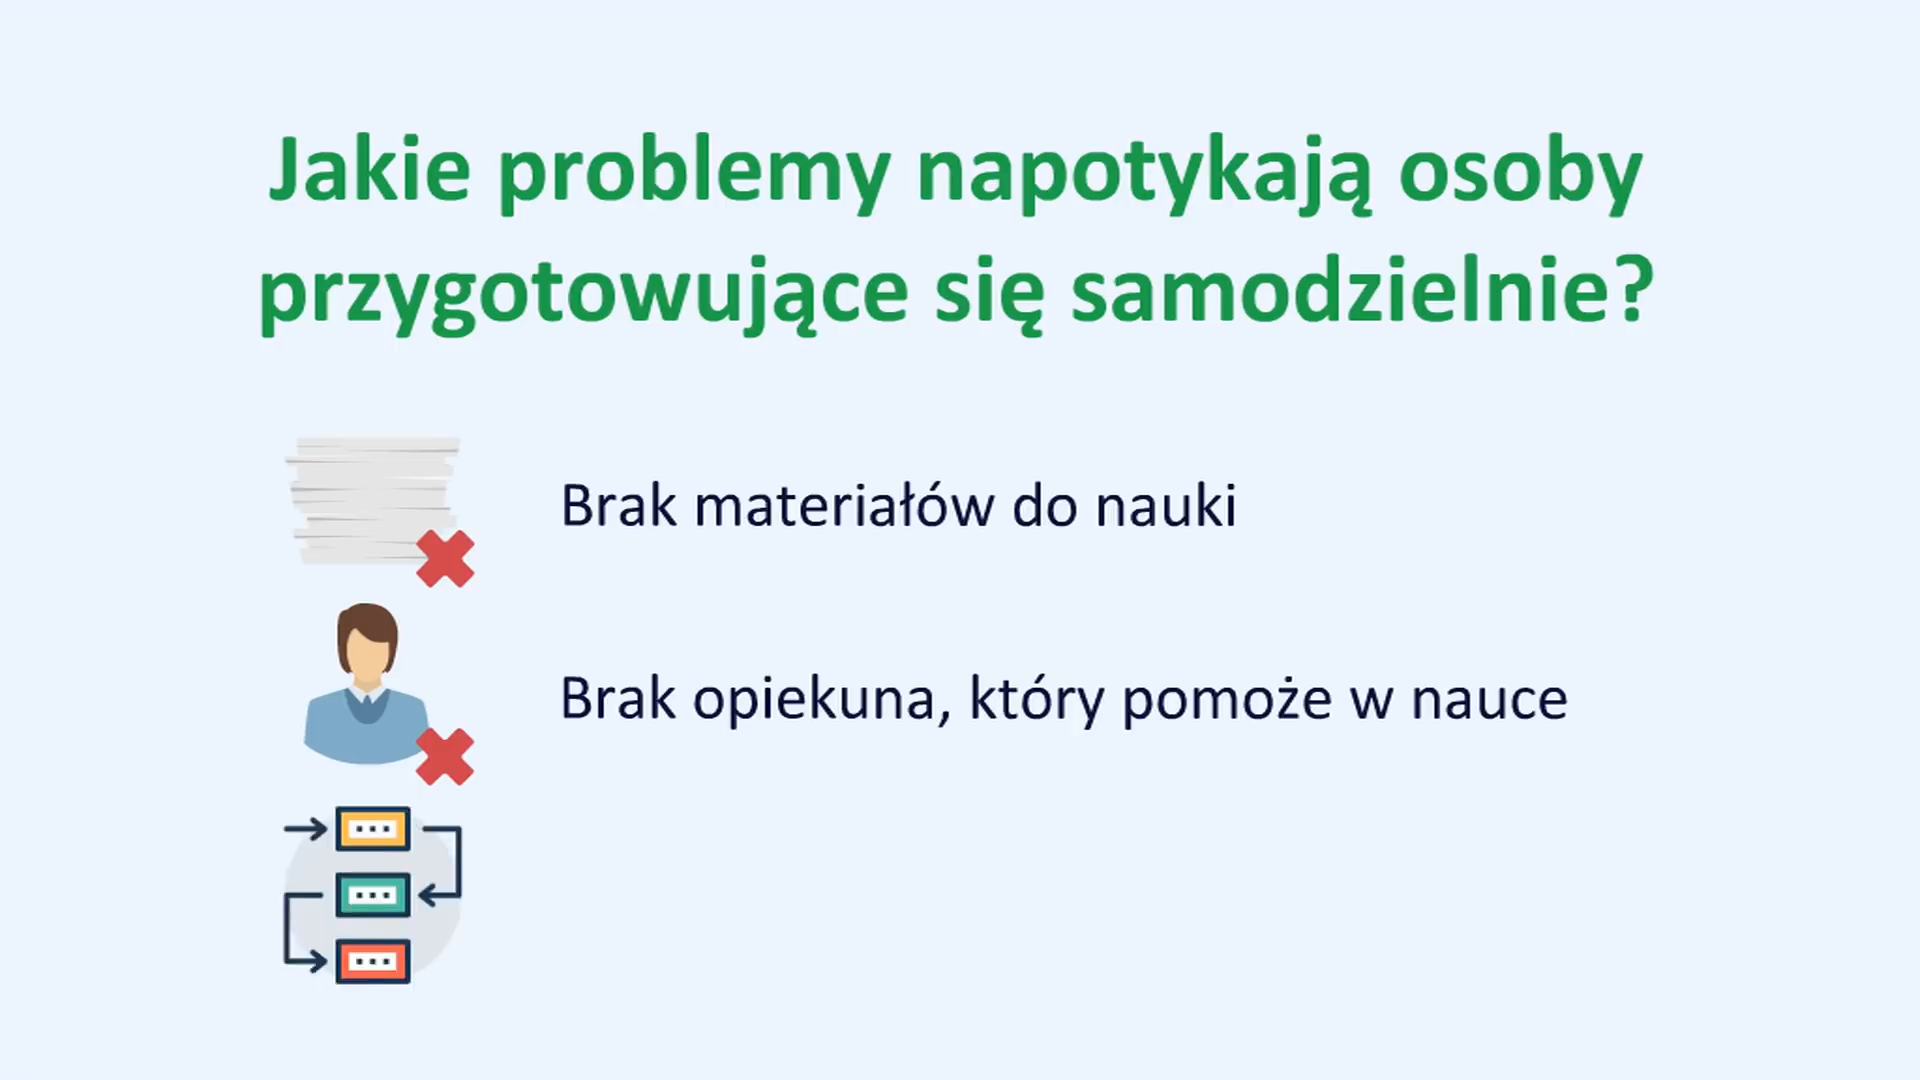 Jakie problemy napotykają osoby
przygotowujące się samodzielnie?
Brak materiałów do nauki
Brak opiekuna, który pomoże w nauce